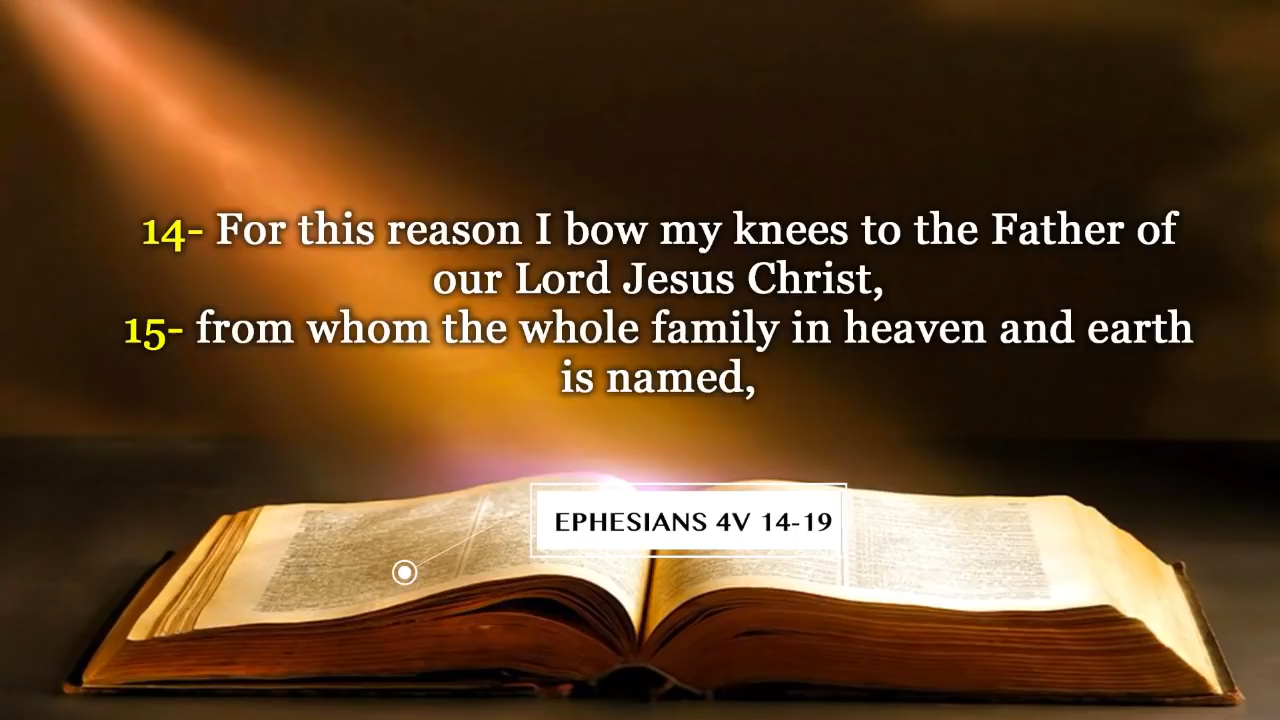 14- For this reason I bow my knees to the Father of
our Lord Jesus Christ,
15- from whom the whole family in heaven and earth
is named,
EPHESIANS 4V 14-19